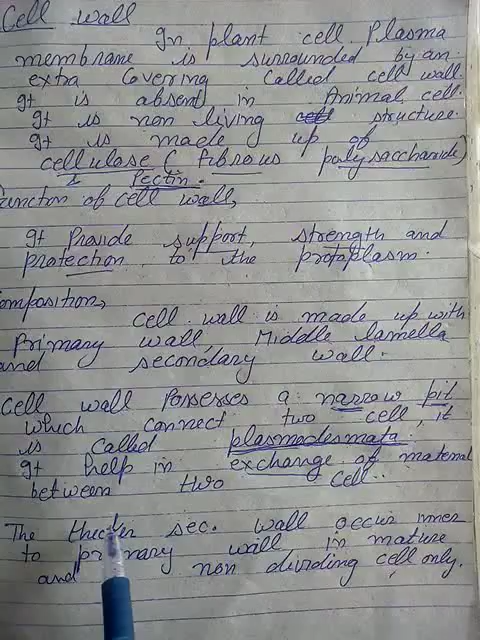 Cell wall
In plant cell Plasma
membrane is surrounded by an
extra covering called cell wall.
It is absent in Animal cell.
It is non living structure.
It is made up of
cellulase (fibrous polysaccharide)
& Pectin.
Function of cell wall,
It Provide support, strength and
protection to the protoplasm.
omposition,
Cell wall is made up with
Primary wall, Middle lamella
and secondary wall.
Cell wall Possesses a narrow pit
which connect two cell, it
is called plasmodesmata.
It help in exchange of material
between two cell.
The thicker sec. wall occur inner
to primary wall in mature
and non dividing cell only.